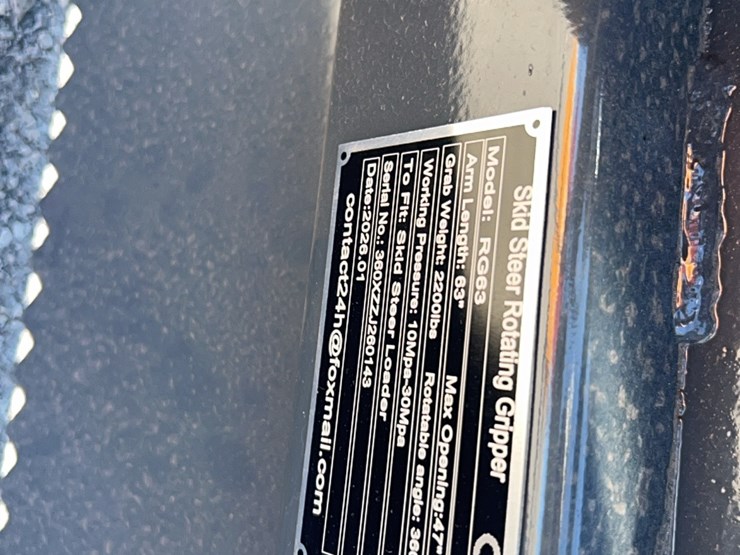 Skid Steer Rotating Gripper
Model: RG63
Arm Length: 63" Max Opening:47"
Grab Weight: 2200lbs Rotatable angle: 36
Working Pressure: 10Mpa-30Mpa
To Fit: Skid Steer Loader
Serial No.: 360XZZJ260143
Date:2026.01
contact24h@foxmail.com